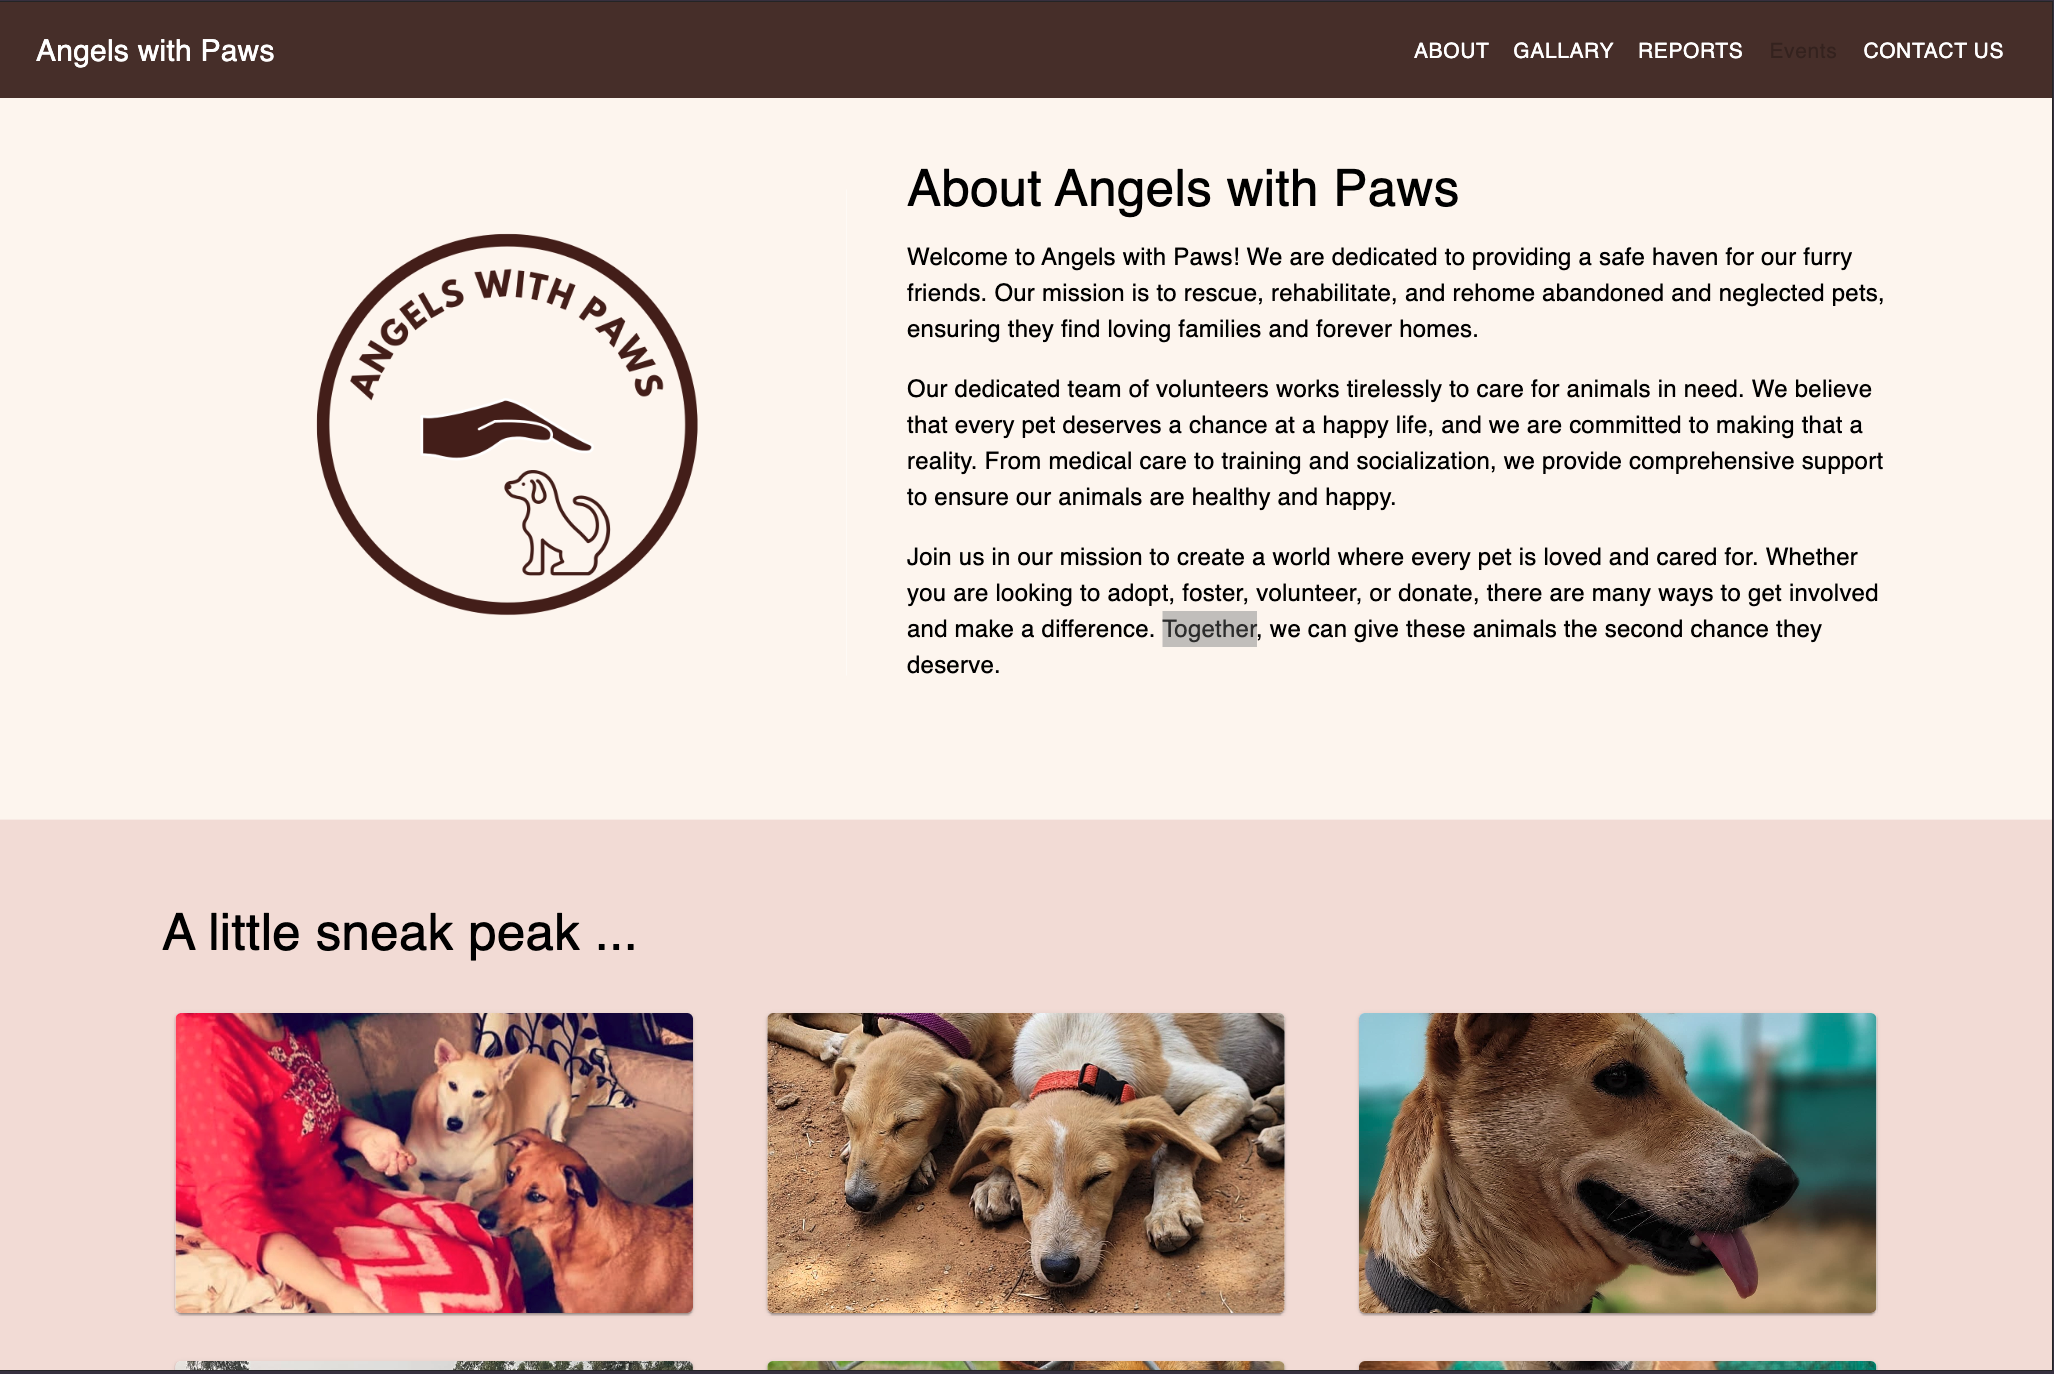 Angels with Paws
ABOUT GALLARY REPORTS Events CONTACT US
ANGELS WITH PAWS
About Angels with Paws
Welcome to Angels with Paws! We are dedicated to providing a safe haven for our furry
friends. Our mission is to rescue, rehabilitate, and rehome abandoned and neglected pets,
ensuring they find loving families and forever homes.
Our dedicated team of volunteers works tirelessly to care for animals in need. We believe
that every pet deserves a chance at a happy life, and we are committed to making that a
reality. From medical care to training and socialization, we provide comprehensive support
to ensure our animals are healthy and happy.
Join us in our mission to create a world where every pet is loved and cared for. Whether
you are looking to adopt, foster, volunteer, or donate, there are many ways to get involved
and make a difference. Together, we can give these animals the second chance they
deserve.
A little sneak peak ...